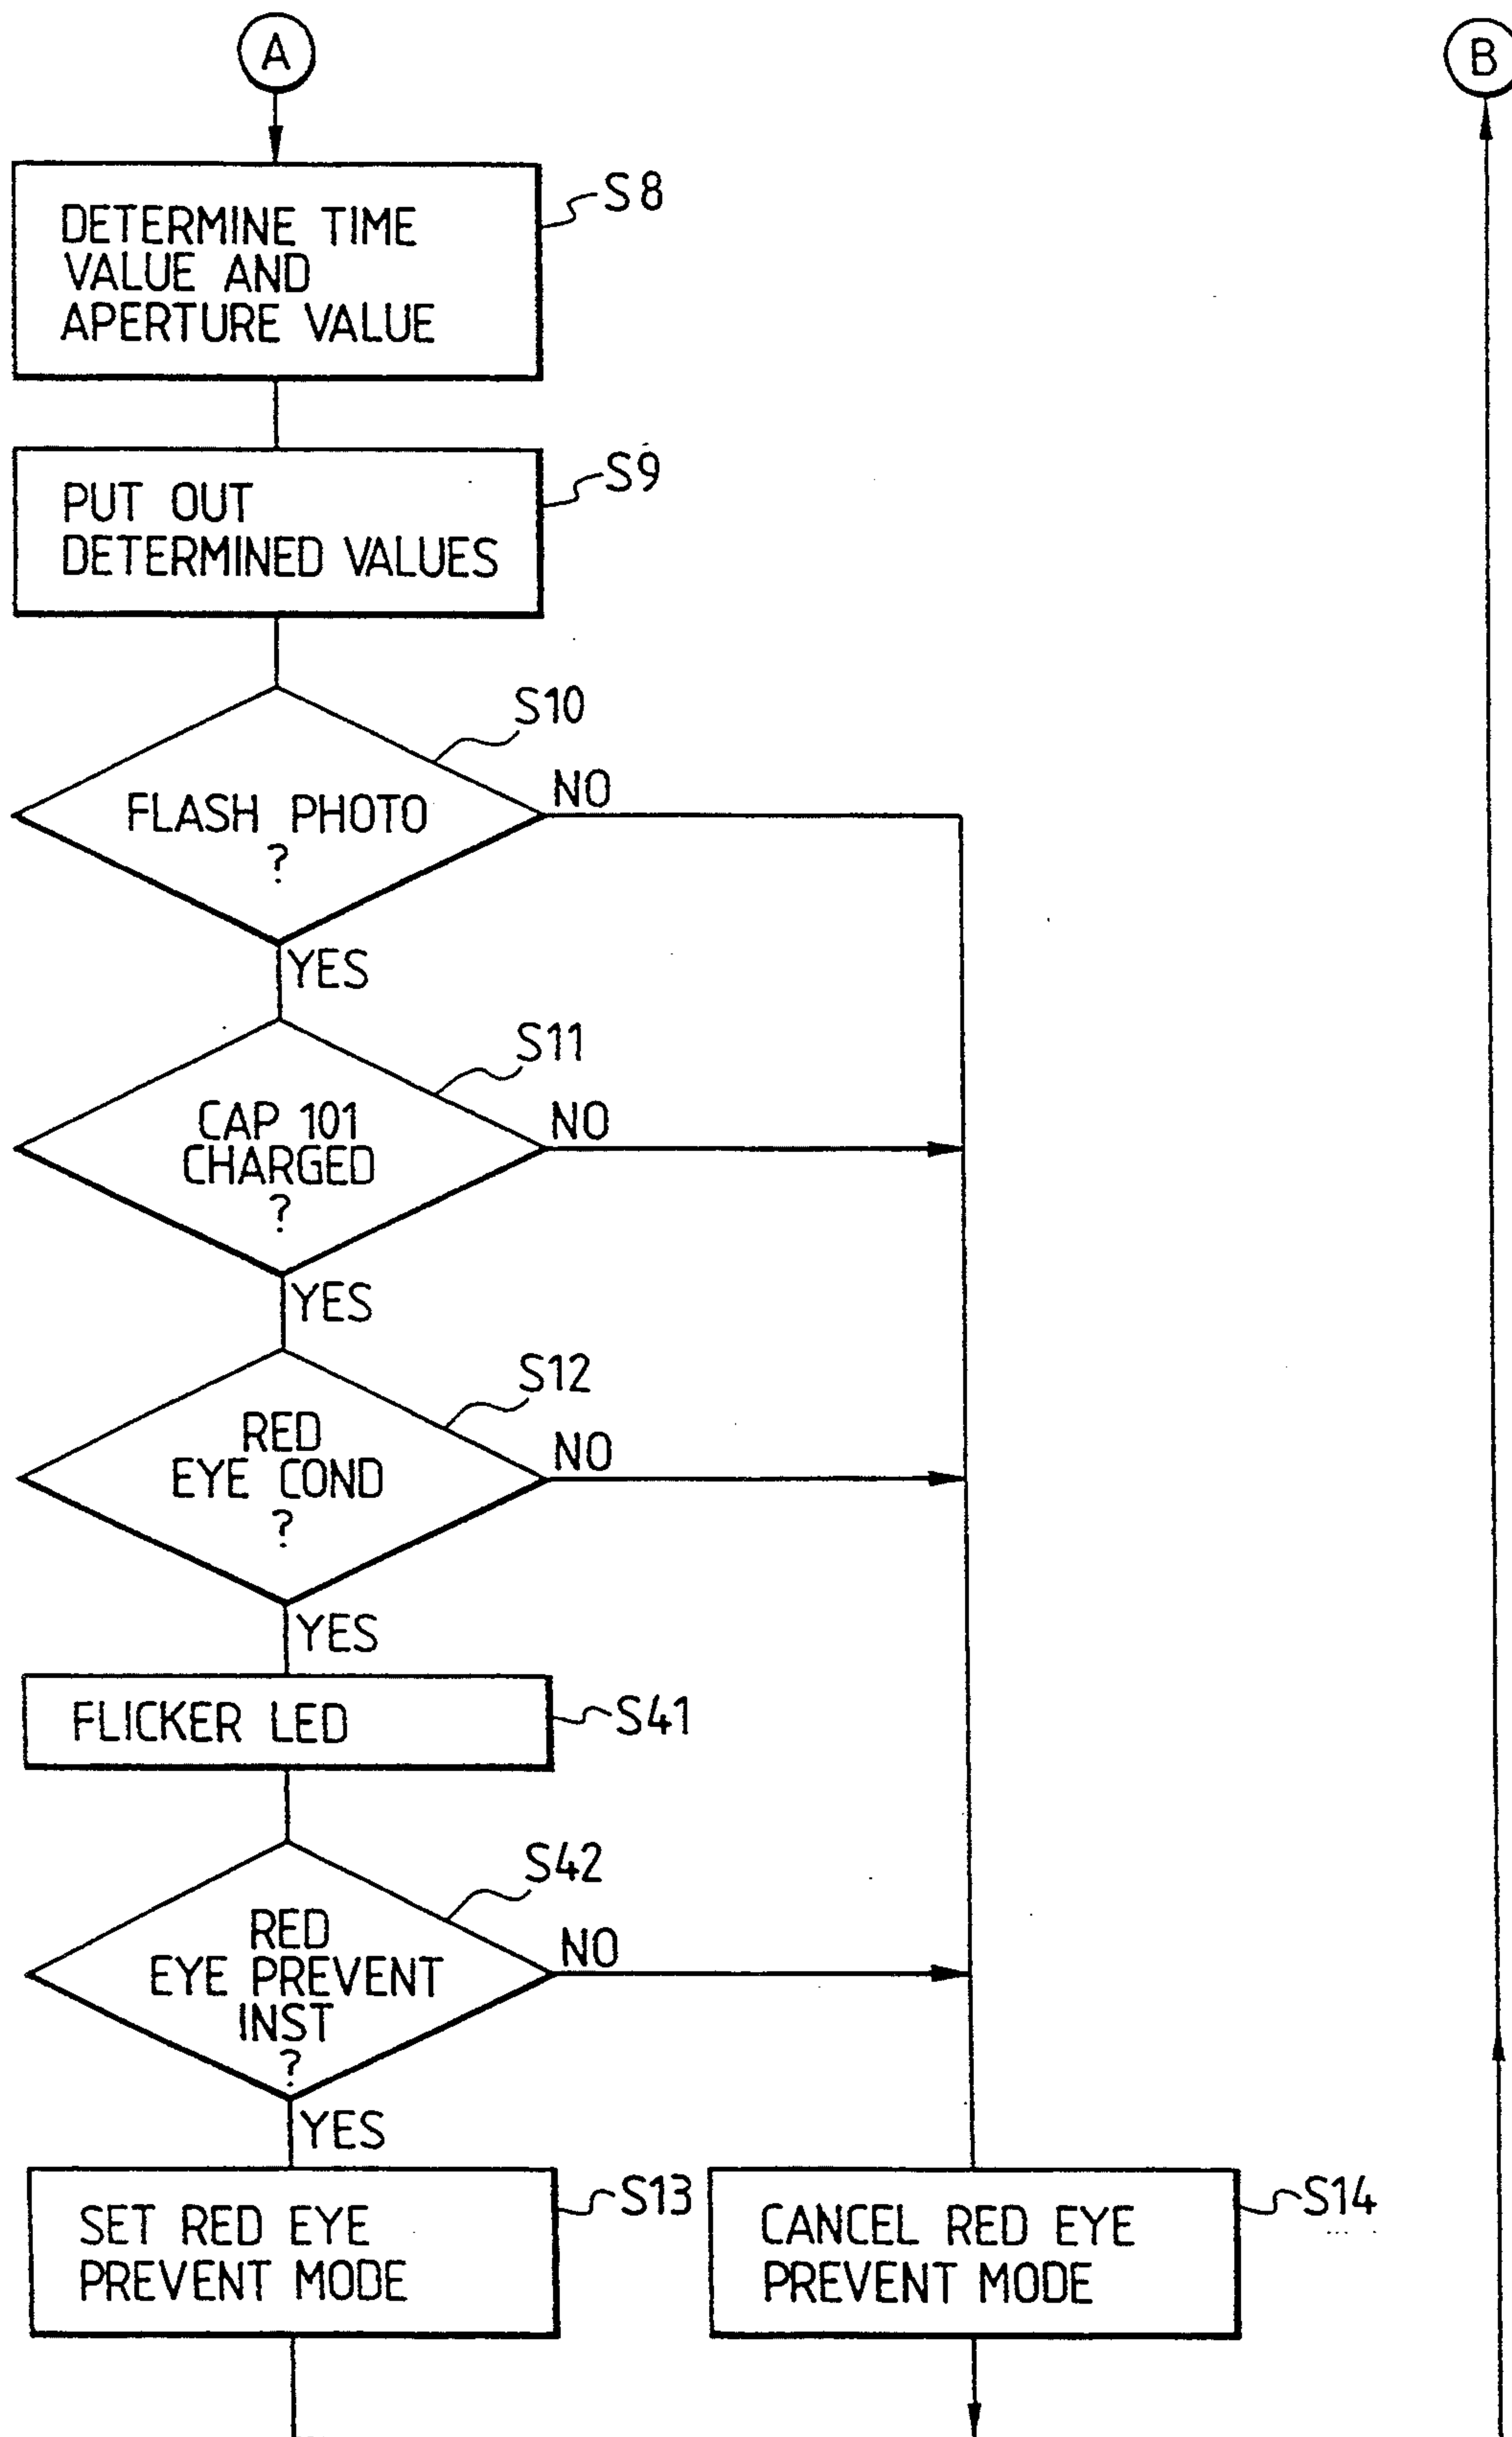 A
B
S8
DETERMINE TIME
VALUE AND
APERTURE VALUE
S9
PUT OUT
DETERMINED VALUES
S10
FLASH PHOTO
?
NO
YES
S11
CAP 101
CHARGED
?
NO
YES
S12
RED
EYE COND
?
NO
YES
FLICKER LED
S41
S42
RED
EYE PREVENT
INST
?
NO
YES
SET RED EYE
PREVENT MODE
S13
CANCEL RED EYE
PREVENT MODE
S14